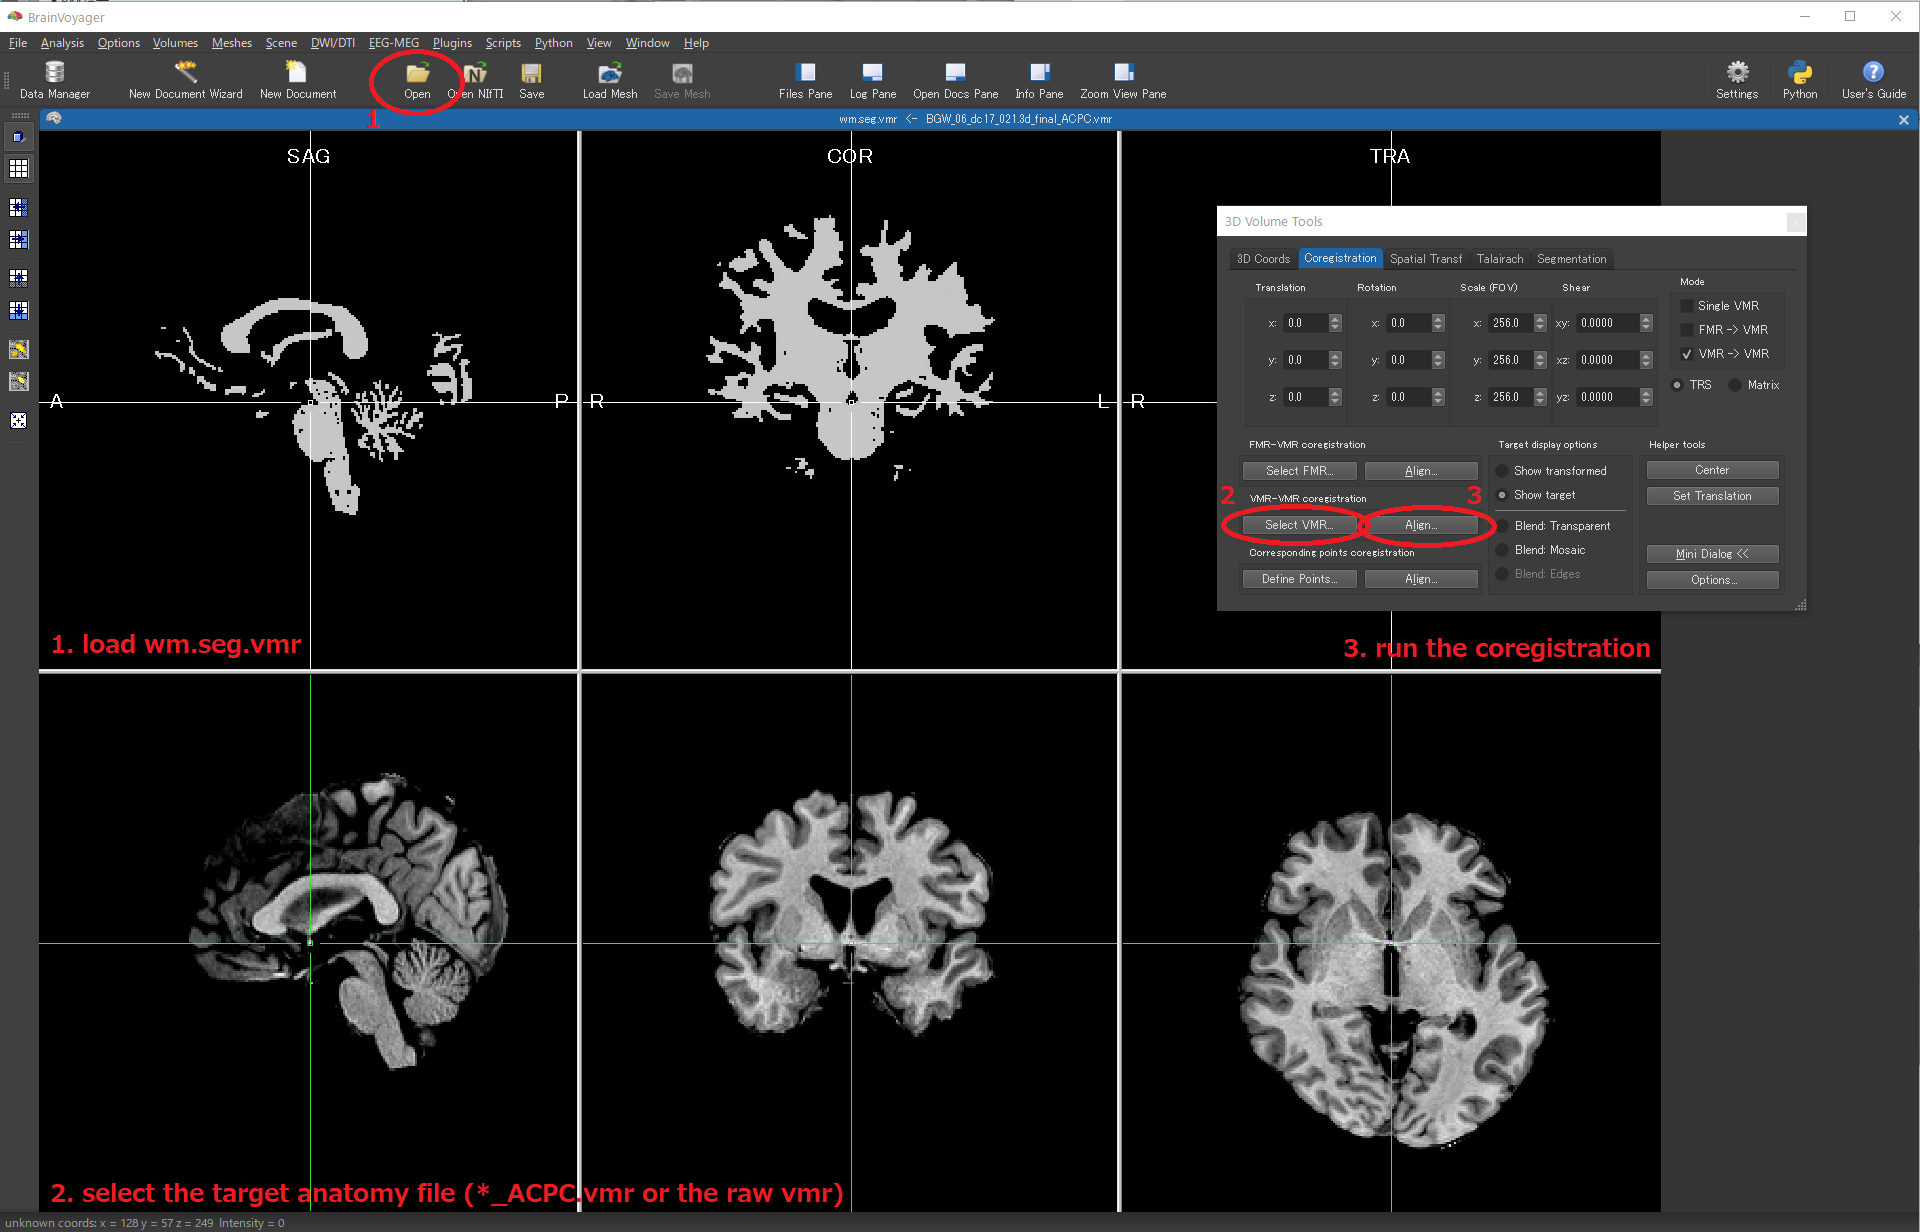 BrainVoyager
File Analysis Options Volumes Meshes Scene DWI/DTI EEG-MEG Plugins Scripts Python View Window Help
Data Manager New Document Wizard New Document Open Open NIfTI Save Load Mesh Save Mesh Files Pane Log Pane Open Docs Pane Info Pane Zoom View Pane Settings Python User's Guide
1
wm.seg.vmr <- BGW_06_dc17_021.3d_final_ACPC.vmr
SAG COR TRA
A P R L R
3D Volume Tools
3D Coords Coregistration Spatial Transf Talairach Segmentation
Translation Rotation Scale (FOV) Shear Mode
Single VMR
x: 0.0 x: 0.0 x: 256.0 xy: 0.0000
FMR -> VMR
VMR -> VMR
y: 0.0 y: 0.0 y: 256.0 xz: 0.0000
TRS Matrix
z: 0.0 z: 0.0 z: 256.0 yz: 0.0000
FMR-VMR coregistration Target display options Helper tools
Select FMR... Align... Show transformed Center
2 VMR-VMR coregistration 3 Show target Set Translation
Select VMR... Align... Blend: Transparent
Corresponding points coregistration Blend: Mosaic Mini Dialog <<
Define Points... Align... Blend: Edges Options...
1. load wm.seg.vmr
3. run the coregistration
2. select the target anatomy file (*_ACPC.vmr or the raw vmr)
unknown coords: x = 128 y = 57 z = 249 Intensity = 0